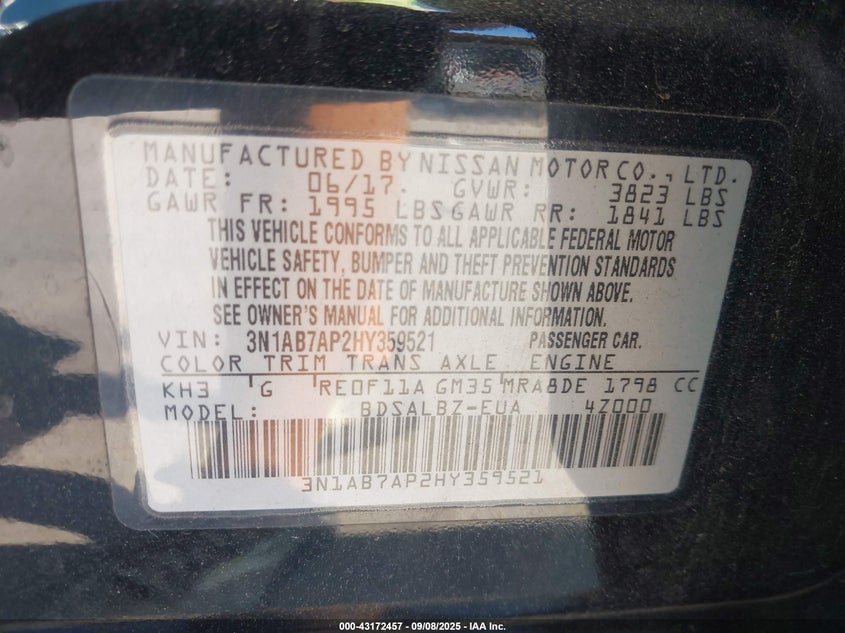 MANUFACTURED BY NISSAN MOTOR CO., LTD.
DATE: 06/17. GVWR: 3823 LBS
GAWR FR: 1995 LBS GAWR RR: 1841 LBS
THIS VEHICLE CONFORMS TO ALL APPLICABLE FEDERAL MOTOR
VEHICLE SAFETY, BUMPER AND THEFT PREVENTION STANDARDS
IN EFFECT ON THE DATE OF MANUFACTURE SHOWN ABOVE.
SEE OWNER'S MANUAL FOR ADDITIONAL INFORMATION.
VIN: 3N1AB7AP2HY359521 PASSENGER CAR.
COLOR TRIM TRANS AXLE ENGINE
KH3 G RE0F11A GM35 MRA8DE 1798 CC
MODEL: BDSALBZ-EUA 4Z000
3N1AB7AP2HY359521
000-43172457 - 09/08/2025 - IAA Inc.